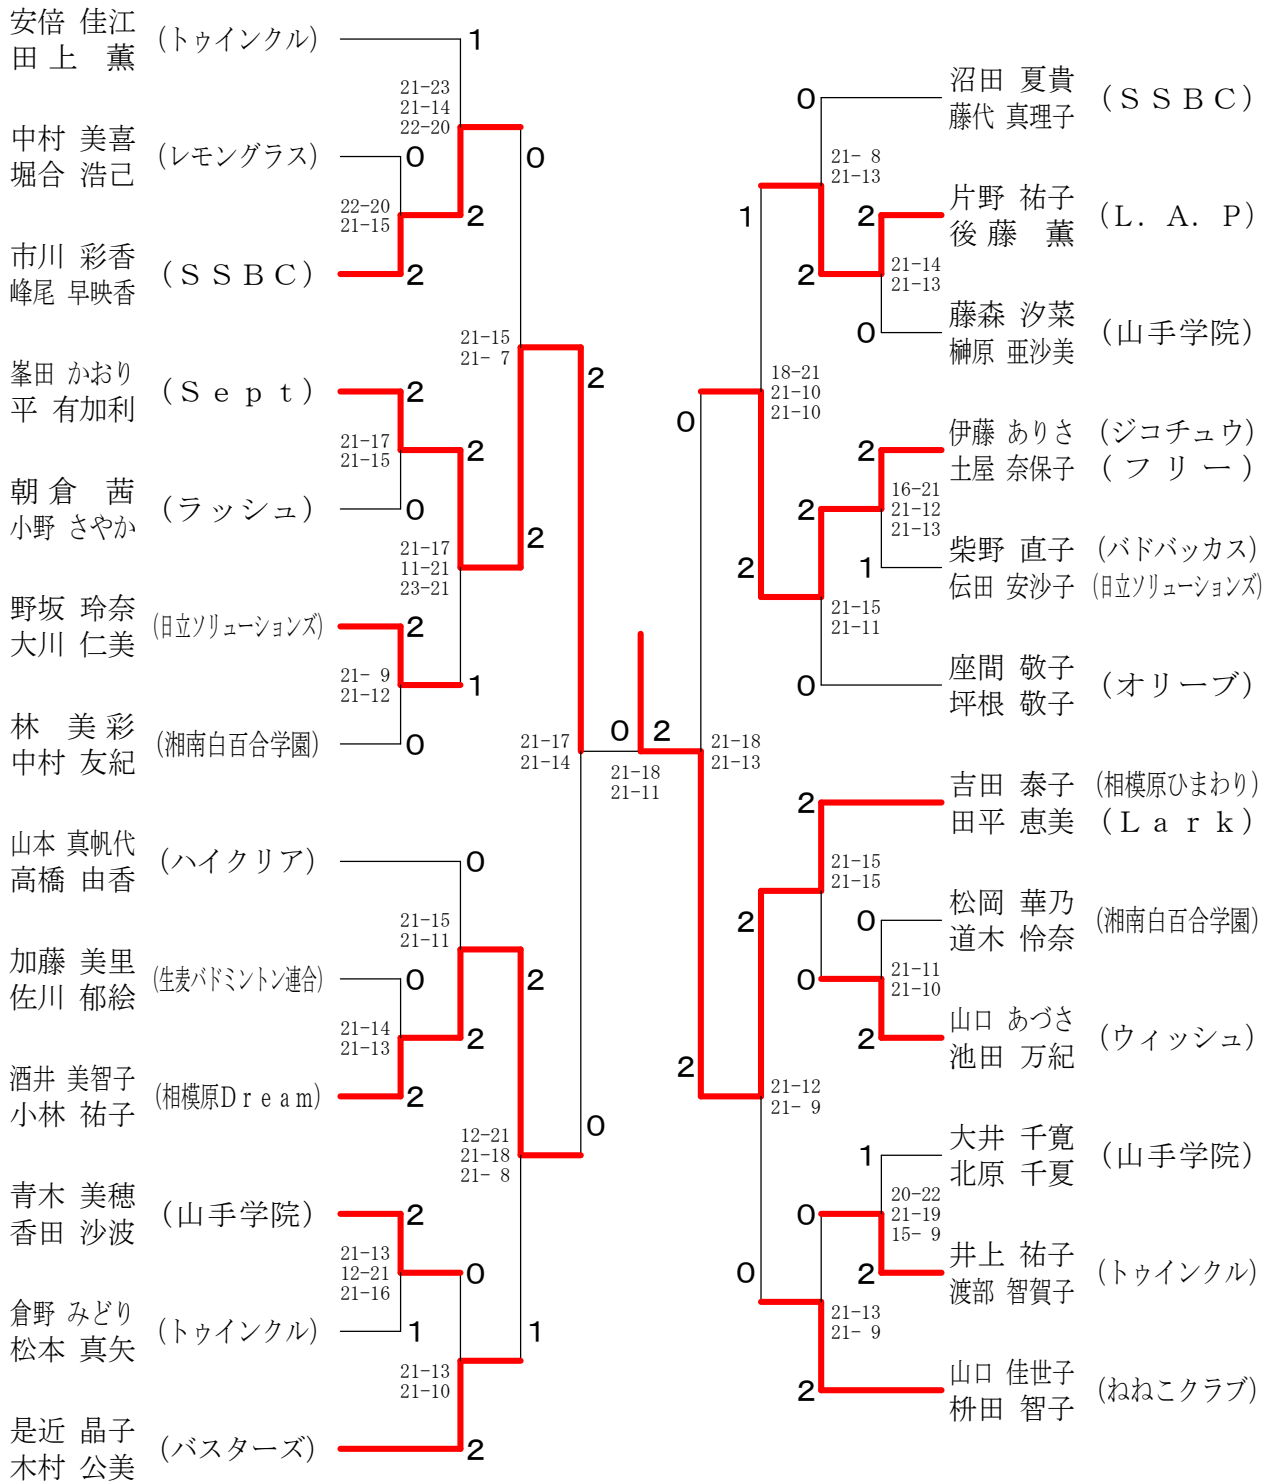 安倍 佳江
田上 薫
(トゥインクル)
1
21-23
21-14
22-20
中村 美喜
堀合 浩己
(レモングラス)
0
0
22-20
21-15
2
市川 彩香
峰尾 早映香
(ＳＳＢＣ)
2
21-15
21- 7
2
峯田 かおり
平 有加利
(Ｓｅｐｔ)
2
21-17
21-15
2
朝倉 茜
小野 さやか
(ラッシュ)
0
21-17
11-21
23-21
2
野坂 玲奈
大川 仁美
(日立ソリューションズ)
2
21- 9
21-12
1
林 美彩
中村 友紀
(湘南白百合学園)
0
21-17
21-14
山本 真帆代
高橋 由香
(ハイクリア)
0
21-15
21-11
加藤 美里
佐川 郁絵
(生麦バドミントン連合)
0
2
21-14
21-13
2
酒井 美智子
小林 祐子
(相模原Ｄｒｅａｍ)
2
12-21
21-18
21- 8
0
青木 美穂
香田 沙波
(山手学院)
2
21-13
12-21
21-16
0
倉野 みどり
松本 真矢
(トゥインクル)
1
1
21-13
21-10
是近 晶子
木村 公美
(バスターズ)
2
0
2
21-18
21-11
0
沼田 夏貴
藤代 真理子
(ＳＳＢＣ)
21- 8
21-13
1
2
片野 祐子
後藤 薫
(Ｌ．Ａ．Ｐ)
2
21-14
21-13
0
藤森 汐菜
榊原 亜沙美
(山手学院)
18-21
21-10
21-10
0
2
伊藤 ありさ
土屋 奈保子
(ジコチュウ)
(フリー)
2
16-21
21-12
21-13
2
1
柴野 直子
伝田 安沙子
(バドバッカス)
(日立ソリューションズ)
21-15
21-11
0
座間 敬子
坪根 敬子
(オリーブ)
21-18
21-13
2
吉田 泰子
田平 恵美
(相模原ひまわり)
(Ｌａｒｋ)
21-15
21-15
2
0
松岡 華乃
道木 怜奈
(湘南白百合学園)
0
21-11
21-10
2
山口 あづさ
池田 万紀
(ウィッシュ)
2
21-12
21- 9
1
大井 千寛
北原 千夏
(山手学院)
0
20-22
21-19
15- 9
0
2
井上 祐子
渡部 智賀子
(トゥインクル)
21-13
21- 9
2
山口 佳世子
枡田 智子
(ねねこクラブ)